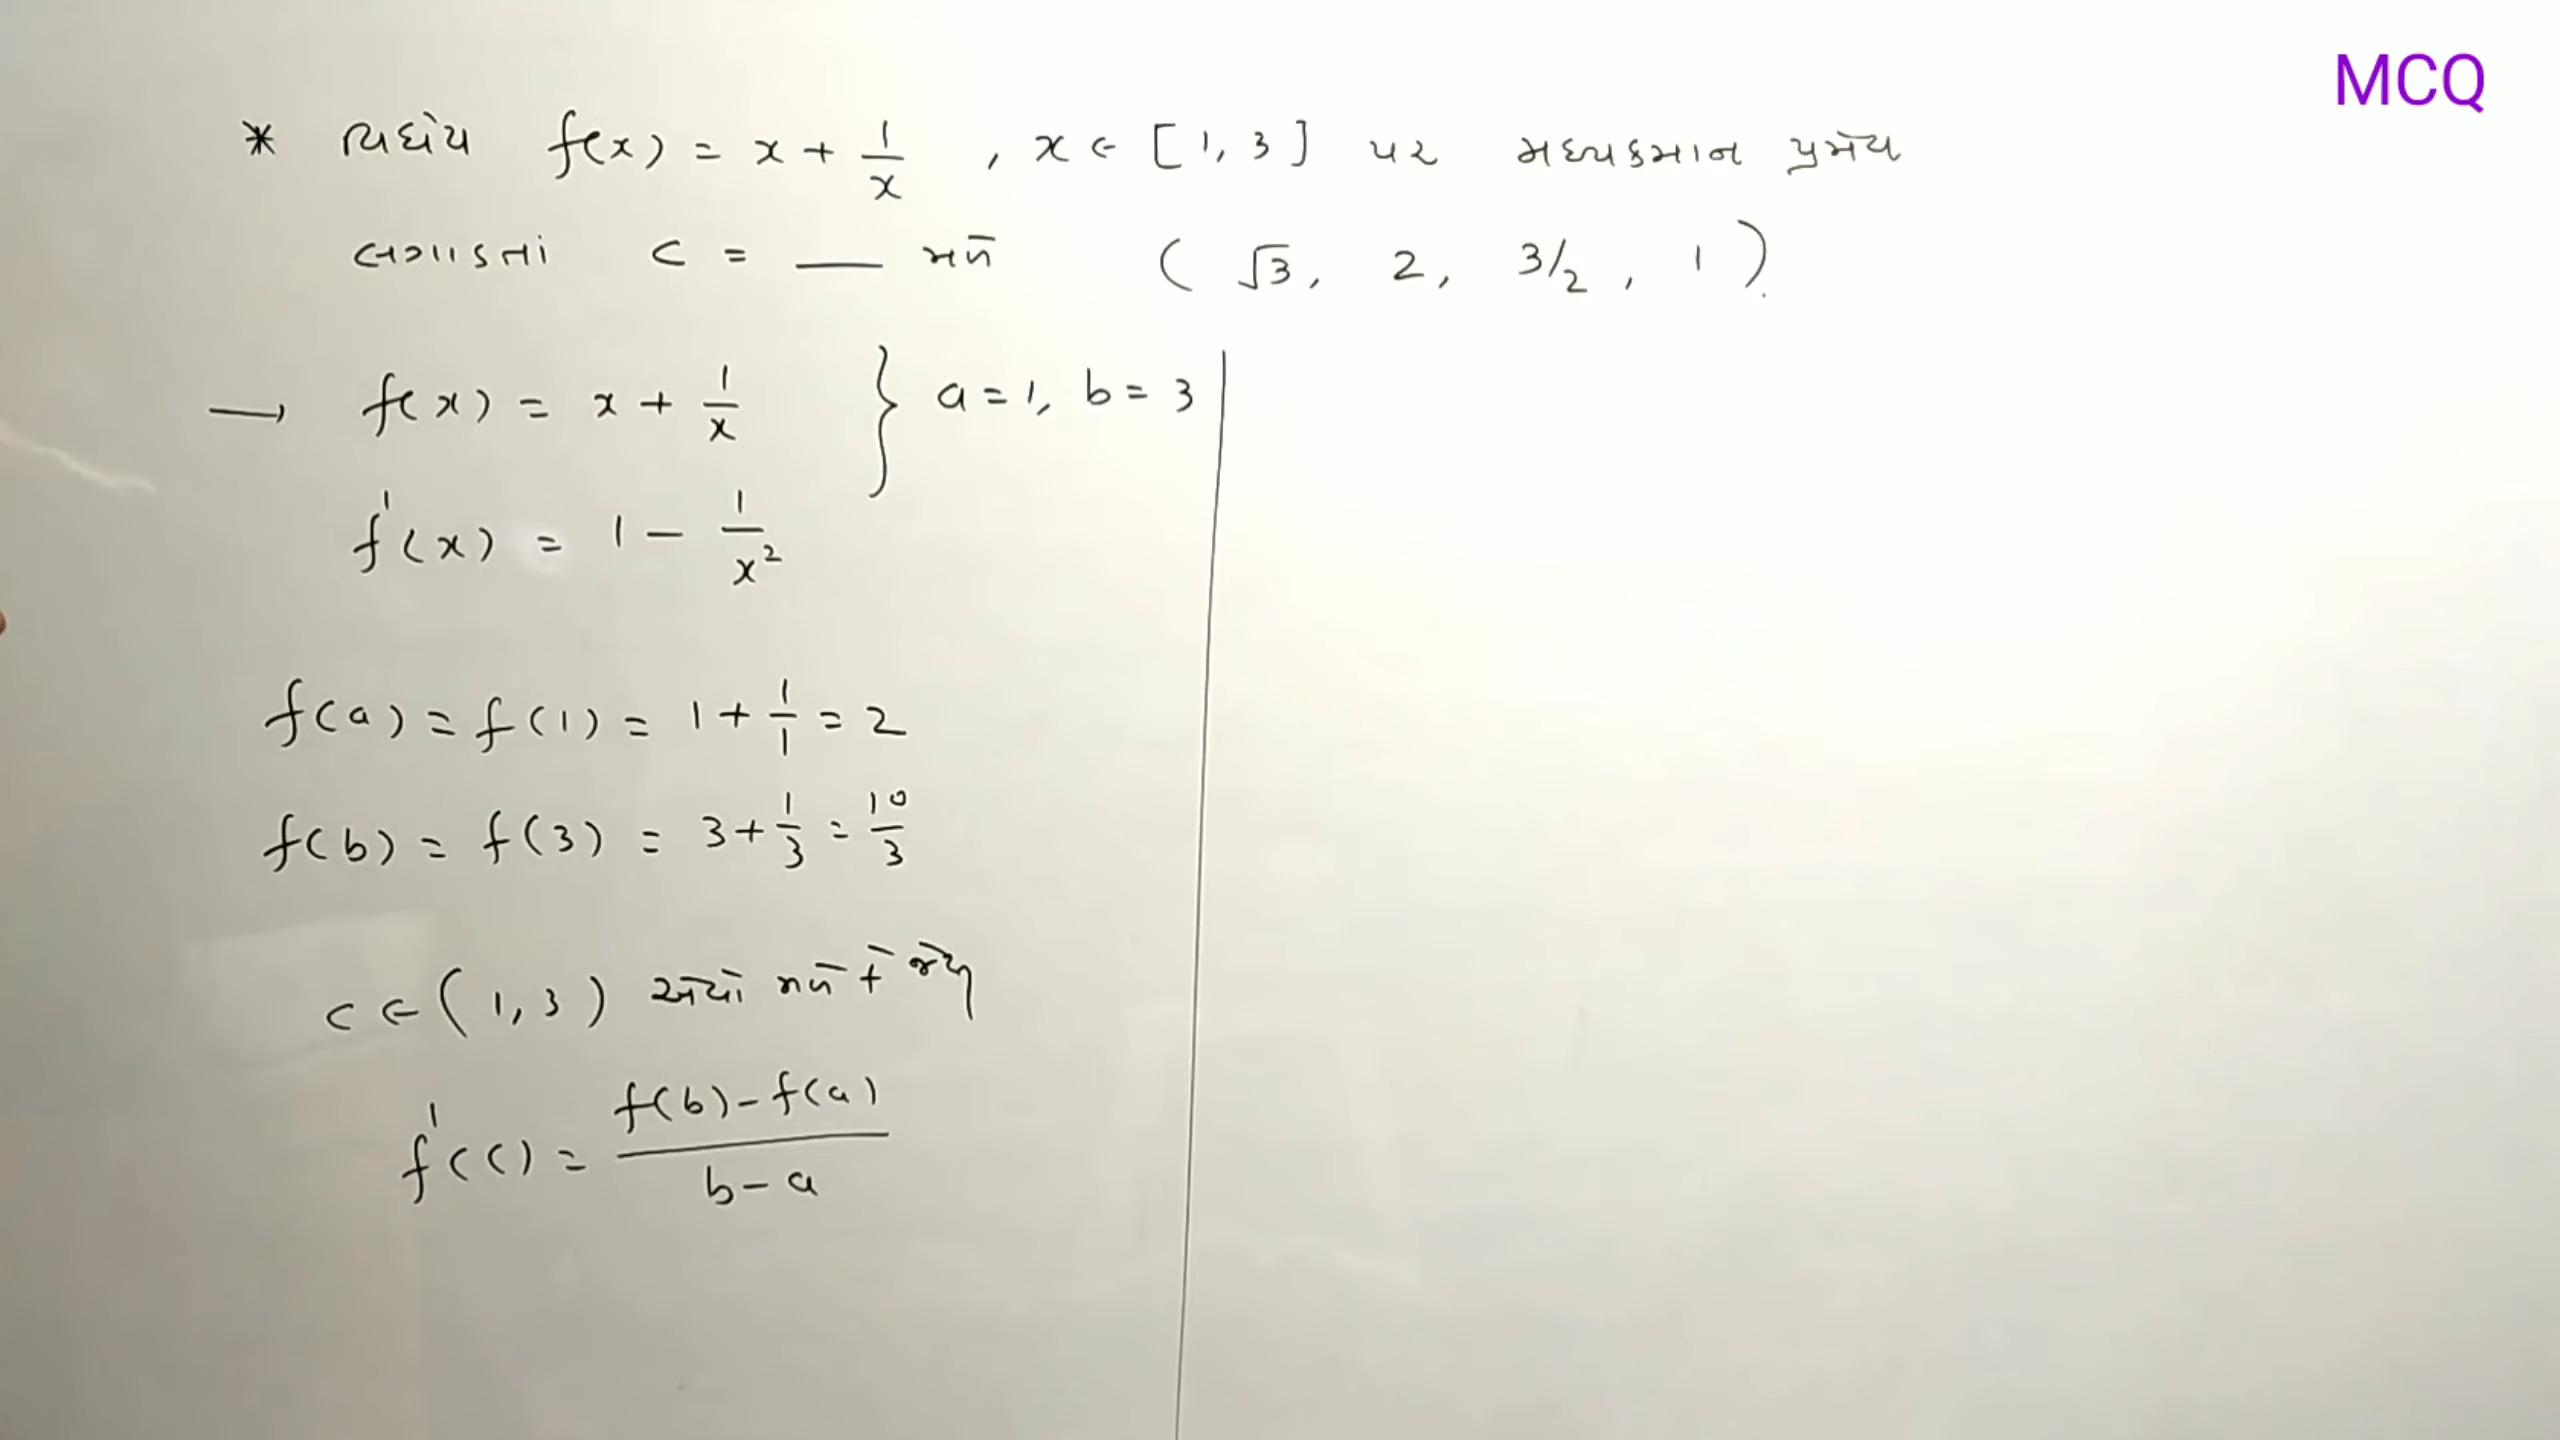 MCQ
* વિધેય f(x) = x + 1/x , x ∈ [1, 3] પર મધ્યકમાન પ્રમેય
લગાડતાં c = __ મળે ( √3, 2, 3/2, 1 ).
→ f(x) = x + 1/x } a = 1, b = 3
f'(x) = 1 - 1/x²
f(a) = f(1) = 1 + 1/1 = 2
f(b) = f(3) = 3 + 1/3 = 10/3
c ∈ (1, 3) એવો મળે કે જેથી
f'(c) = f(b) - f(a) / b - a